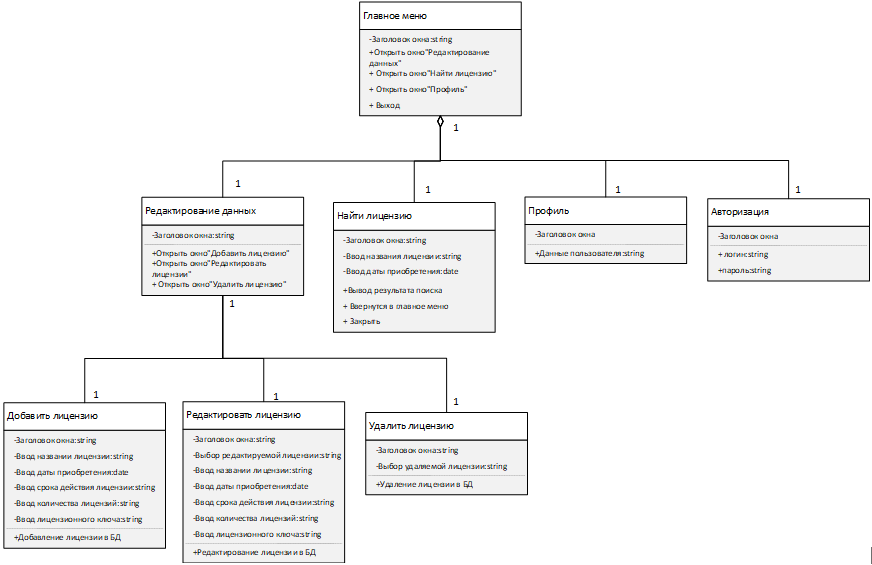 Главное меню
-Заголовок окна:string
+Открыть окно"Редактирование
данных"
+ Открыть окно"Найти лицензию"
+ Открыть окно"Профиль"
+ Выход
1
1
1
1
1
Редактирование данных
-Заголовок окна:string
+Открыть окно"Добавить лицензию"
+Открыть окно"Редактировать
лицензии"
+ Открыть окно"Удалить лицензию"
Найти лицензию
-Заголовок окна:string
-Ввод названия лицензии:string
-Ввод даты приобретения:date
+Вывод результата поиска
+ Ввернутся в главное меню
+ Закрыть
Профиль
-Заголовок окна
+Данные пользователя:string
Авторизация
-Заголовок окна
+ логин:string
+пароль:string
1
1
1
1
Добавить лицензию
-Заголовок окна:string
-Ввод названии лицензии:string
-Ввод даты приобретения:date
-Ввод срока действия лицензии:string
-Ввод количества лицензий:string
-Ввод лицензионного ключа:string
+Добавление лицензии в БД
Редактировать лицензию
-Заголовок окна:string
-Выбор редактируемой лицензии:string
-Ввод названии лицензии:string
-Ввод даты приобретения:date
-Ввод срока действия лицензии:string
-Ввод количества лицензий:string
-Ввод лицензионного ключа:string
+Редактирование лицензии в БД
Удалить лицензию
-Заголовок окна:string
-Выбор удаляемой лицензии:string
+Удаление лицензии в БД